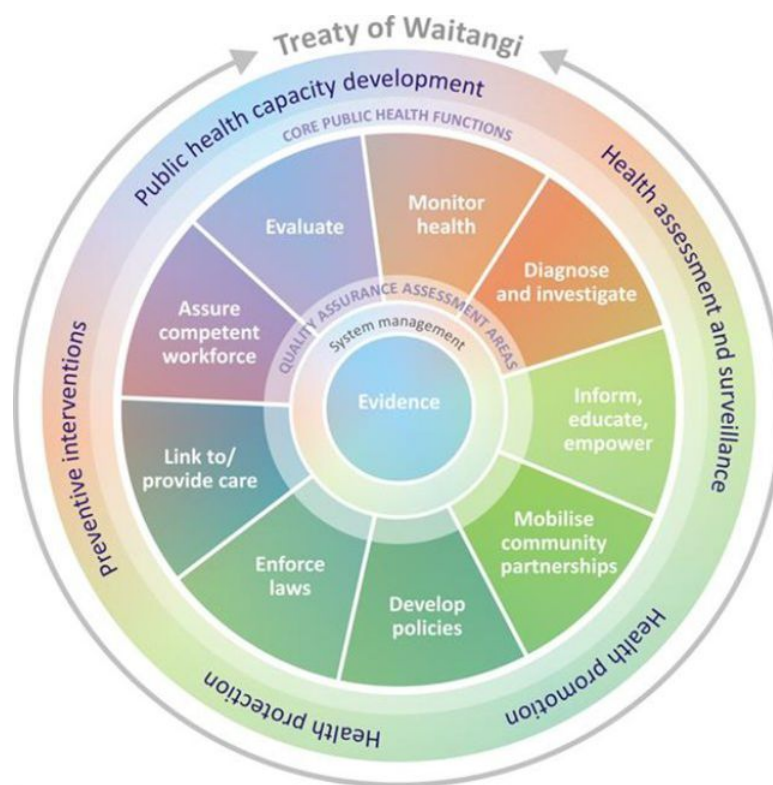 Treaty of Waitangi
Public health capacity development
CORE PUBLIC HEALTH FUNCTIONS
Health assessment and surveillance
Health promotion
Health protection
Preventive interventions
Monitor
health
Diagnose
and investigate
Inform,
educate,
empower
Mobilise
community
partnerships
Develop
policies
Enforce
laws
Link to/
provide care
Assure
competent
workforce
Evaluate
QUALITY ASSURANCE ASSESSMENT AREAS
System management
Evidence